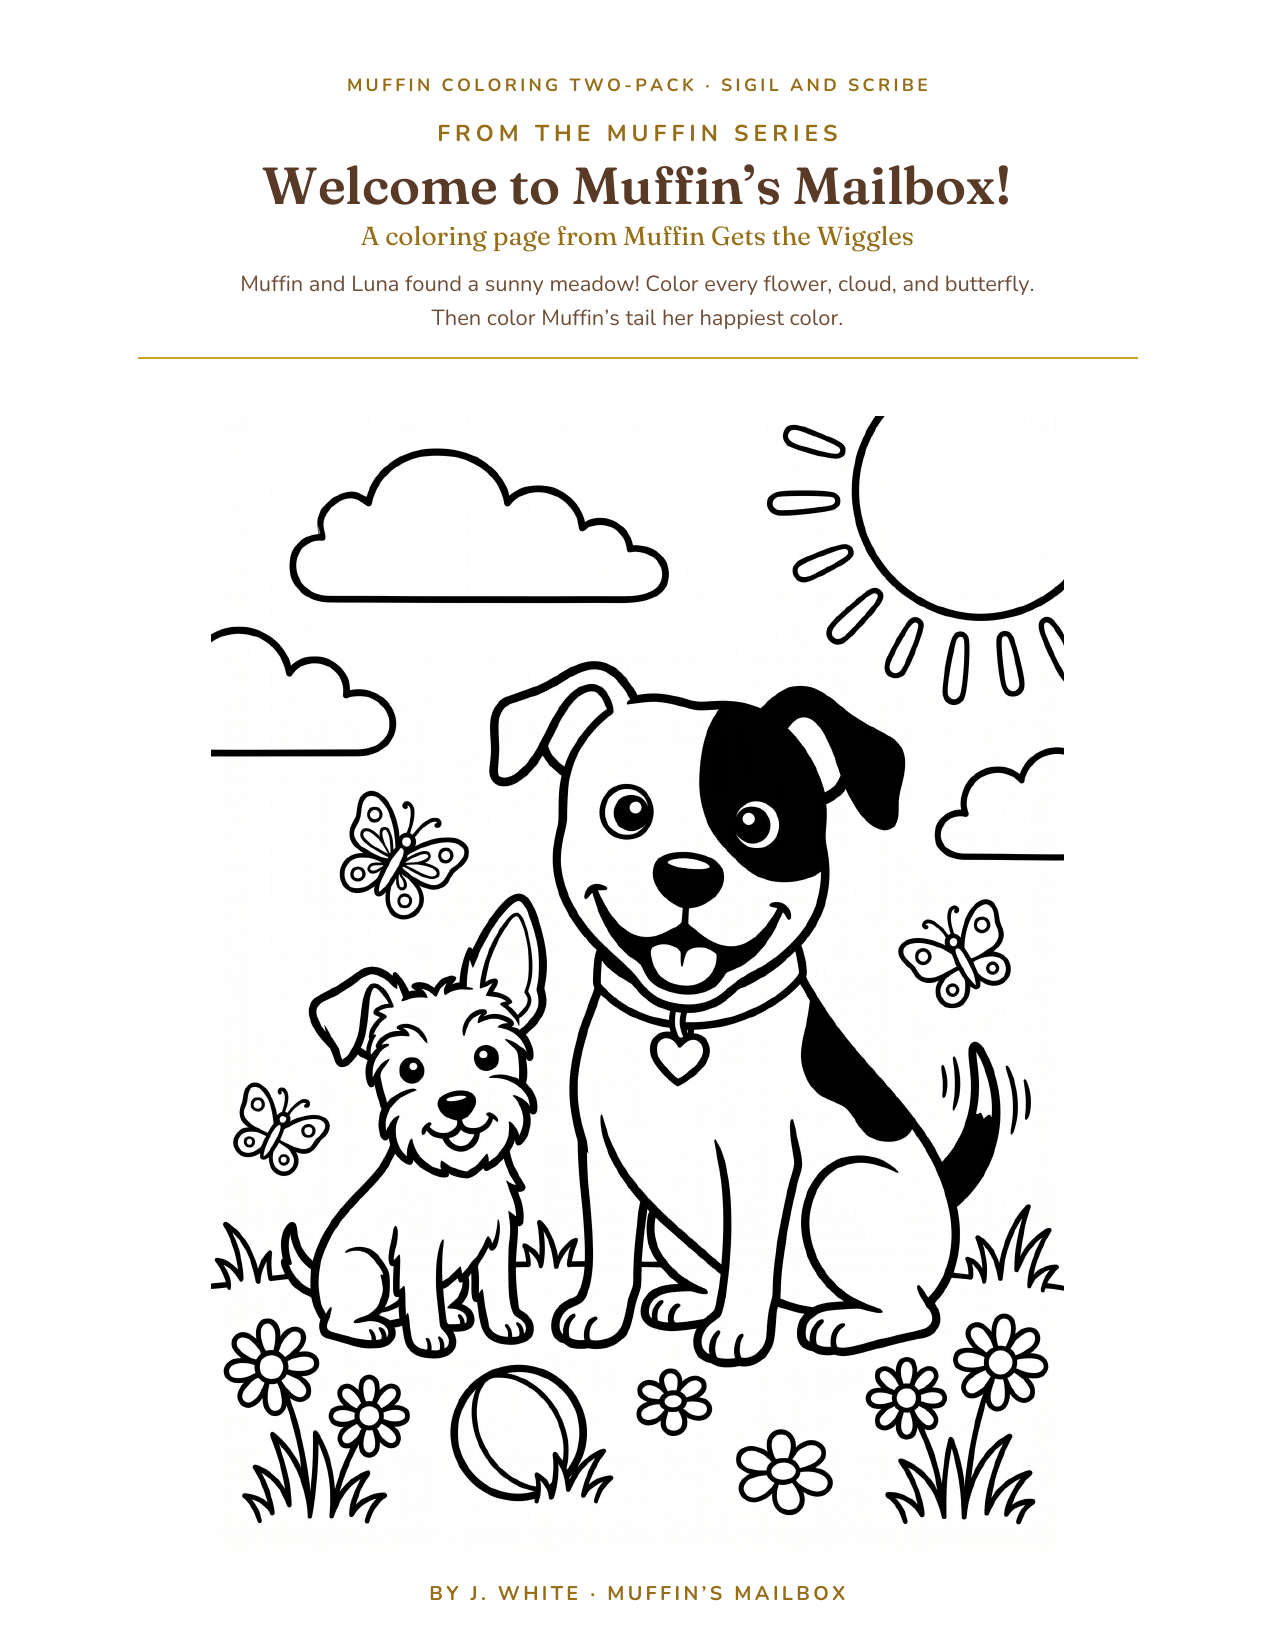 MUFFIN COLORING TWO-PACK · SIGIL AND SCRIBE
FROM THE MUFFIN SERIES
Welcome to Muffin’s Mailbox!
A coloring page from Muffin Gets the Wiggles
Muffin and Luna found a sunny meadow! Color every flower, cloud, and butterfly.
Then color Muffin’s tail her happiest color.
BY J. WHITE · MUFFIN’S MAILBOX